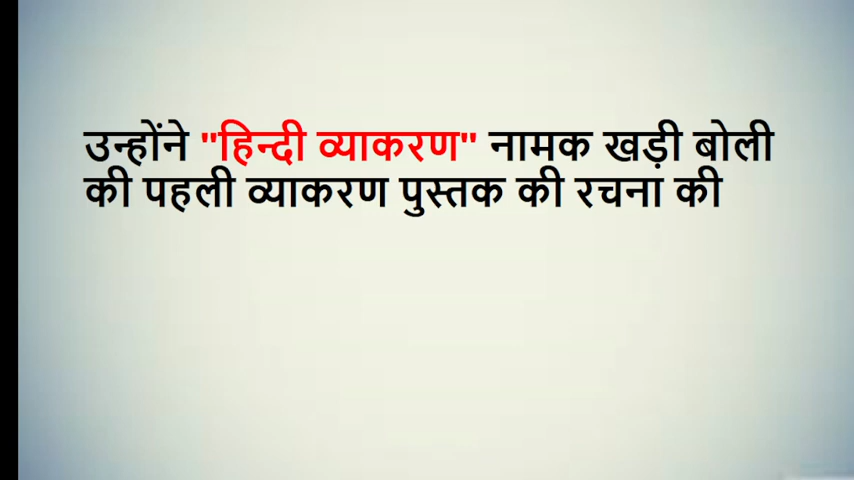 उन्होंने "हिन्दी व्याकरण" नामक खड़ी बोली
की पहली व्याकरण पुस्तक की रचना की